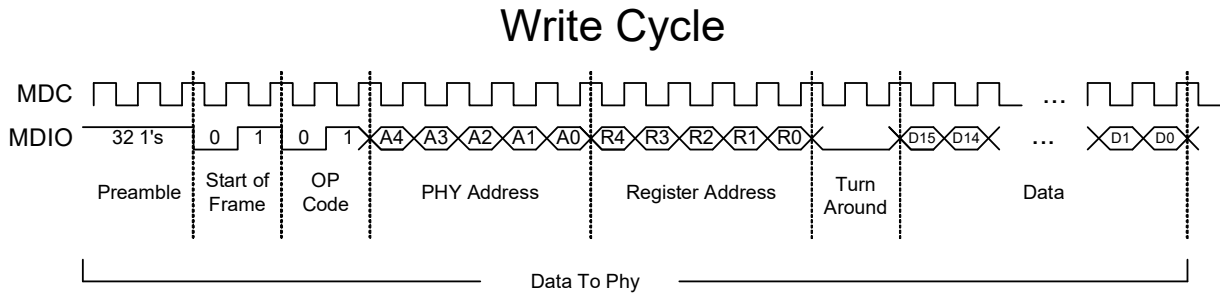 Write Cycle
MDC ...
MDIO 32 1's 0 1 0 1 A4 A3 A2 A1 A0 R4 R3 R2 R1 R0 D15 D14 ... D1 D0
Preamble Start of Frame OP Code PHY Address Register Address Turn Around Data
Data To Phy